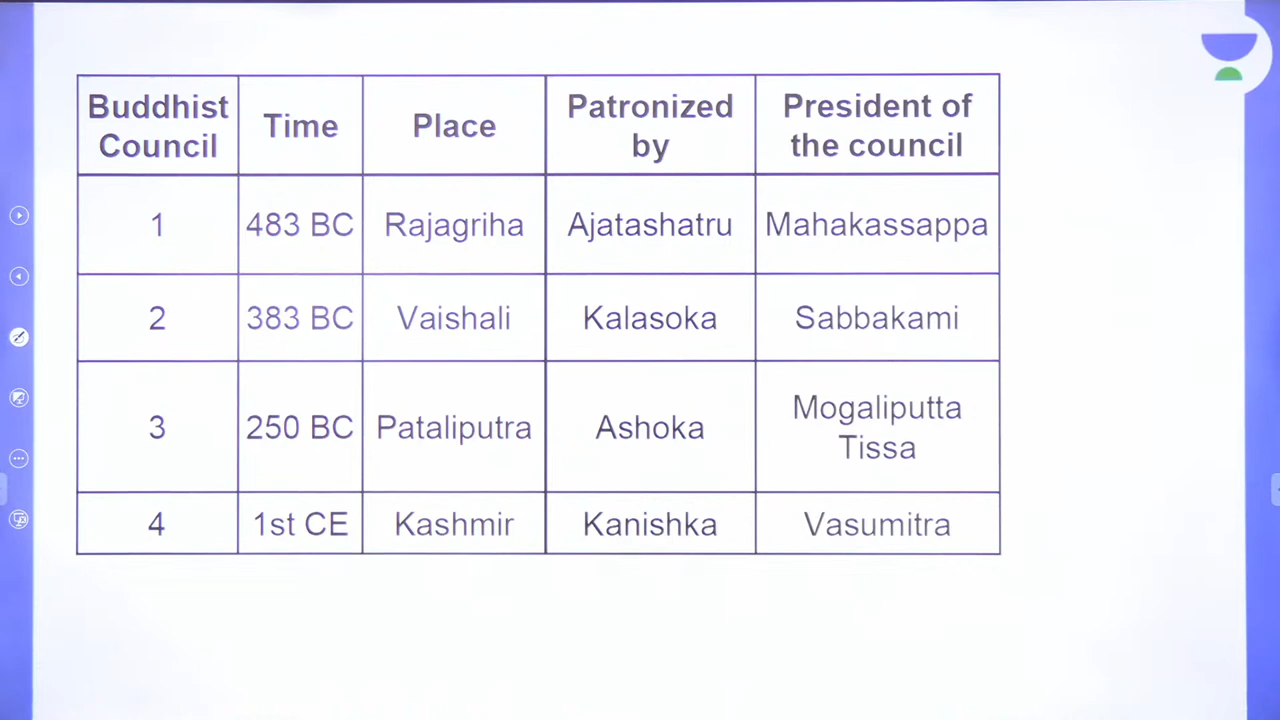 Buddhist Council
Time
Place
Patronized by
President of the council
1
483 BC
Rajagriha
Ajatashatru
Mahakassappa
2
383 BC
Vaishali
Kalasoka
Sabbakami
3
250 BC
Pataliputra
Ashoka
Mogaliputta
Tissa
4
1st CE
Kashmir
Kanishka
Vasumitra